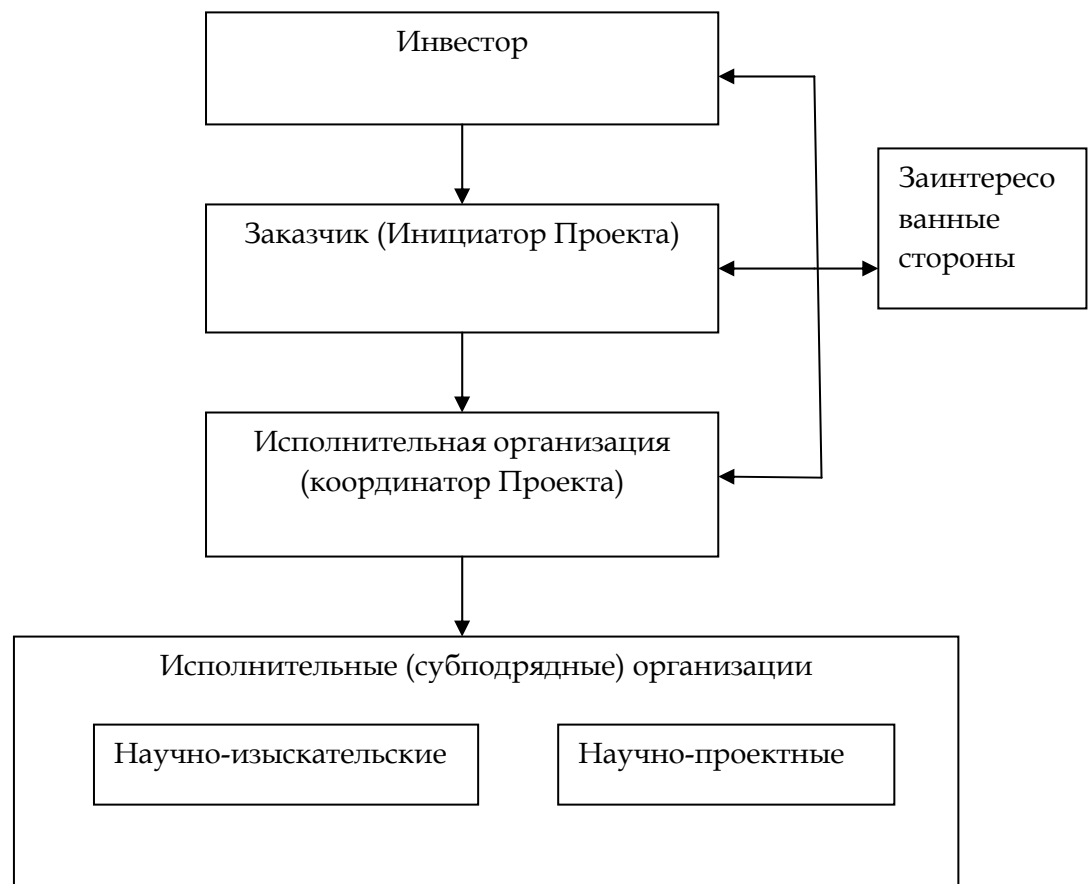 Инвестор
Заинтересо
ванные
стороны
Заказчик (Инициатор Проекта)
Исполнительная организация
(координатор Проекта)
Исполнительные (субподрядные) организации
Научно-изыскательские
Научно-проектные